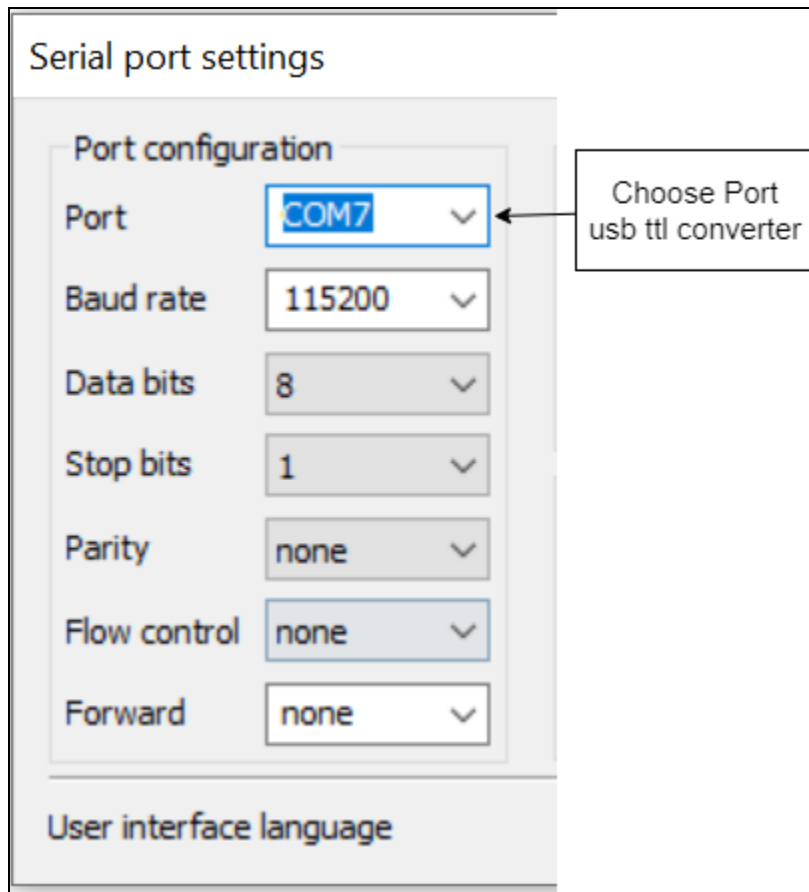 Serial port settings
Port configuration
Port COM7
Choose Port
usb ttl converter
Baud rate 115200
Data bits 8
Stop bits 1
Parity none
Flow control none
Forward none
User interface language